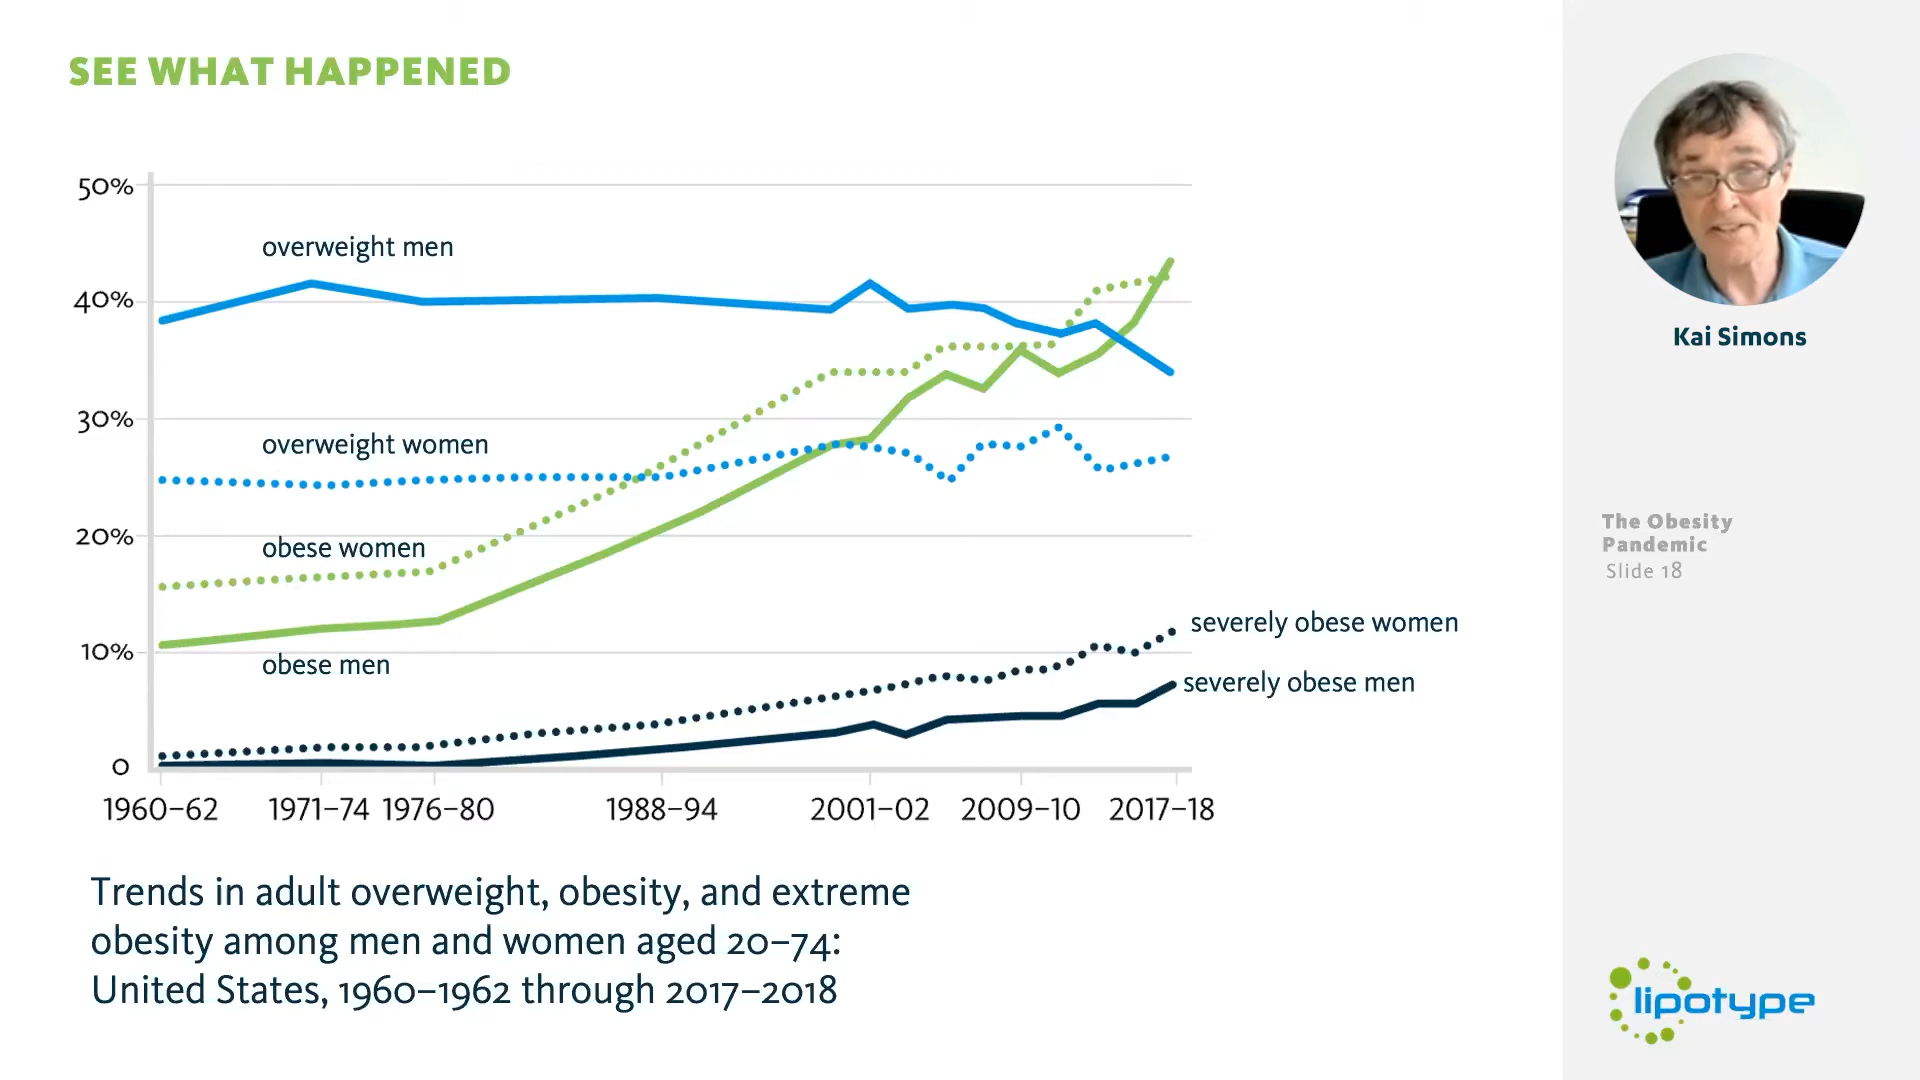 SEE WHAT HAPPENED
50%
overweight men
40%
30%
overweight women
20%
obese women
severely obese women
10%
obese men
severely obese men
0
1960–62 1971–74 1976–80 1988–94 2001–02 2009–10 2017–18
Trends in adult overweight, obesity, and extreme
obesity among men and women aged 20–74:
United States, 1960–1962 through 2017–2018
Kai Simons
The Obesity
Pandemic
Slide 18
lipotype